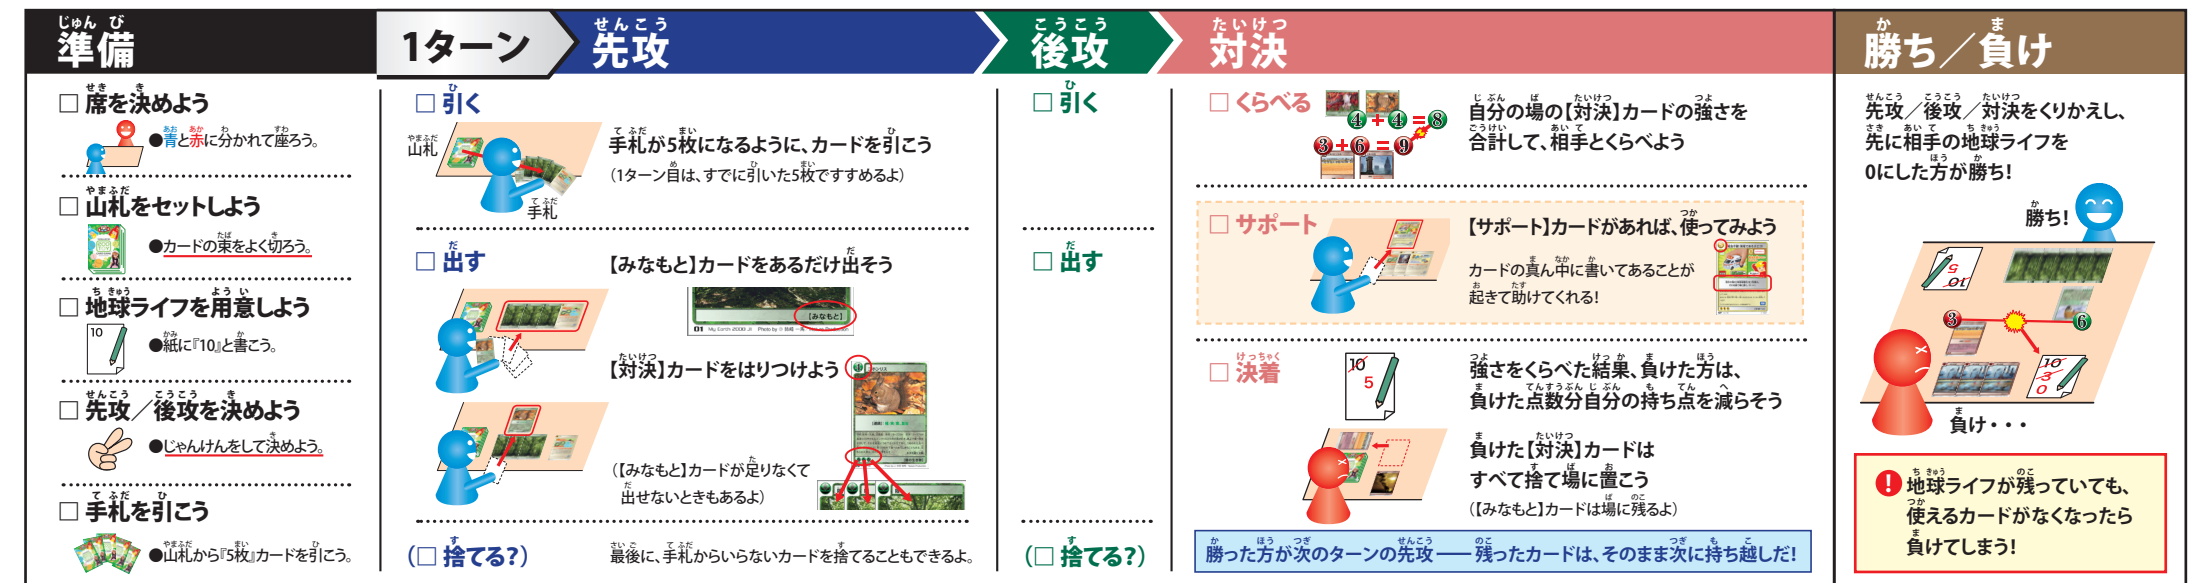 準備
□ 席を決めよう
●青と赤に分かれて座ろう。
□ 山札をセットしよう
●カードの束をよく切ろう。
□ 地球ライフを用意しよう
10
●紙に『10』と書こう。
□ 先攻／後攻を決めよう
●じゃんけんをして決めよう。
□ 手札を引こう
●山札から『5枚』カードを引こう。
1ターン
先攻
□ 引く
山札
手札
手札が5枚になるように、カードを引こう
（1ターン目は、すでに引いた5枚ですすめるよ）
□ 出す
【みなもと】カードをあるだけ出そう
【みなもと】
【対決】カードをはりつけよう
（【みなもと】カードが足りなくて
出せないときもあるよ）
（□ 捨てる?）
最後に、手札からいらないカードを捨てることもできるよ。
後攻
□ 引く
□ 出す
（□ 捨てる?）
対決
□ くらべる
4 + 4 = 8
3 + 6 = 9
自分の場の【対決】カードの強さを
合計して、相手とくらべよう
□ サポート
【サポート】カードがあれば、使ってみよう
カードの真ん中に書いてあることが
起きて助けてくれる!
□ 決着
10
5
強さをくらべた結果、負けた方は、
負けた点数分自分の持ち点を減らそう
負けた【対決】カードは
すべて捨て場に置こう
（【みなもと】カードは場に残るよ）
勝った方が次のターンの先攻 ── 残ったカードは、そのまま次に持ち越しだ!
勝ち／負け
先攻／後攻／対決をくりかえし、
先に相手の地球ライフを
0にした方が勝ち!
勝ち!
10
5
3
6
10
3
0
負け・・・
! 地球ライフが残っていても、
使えるカードがなくなったら
負けてしまう!